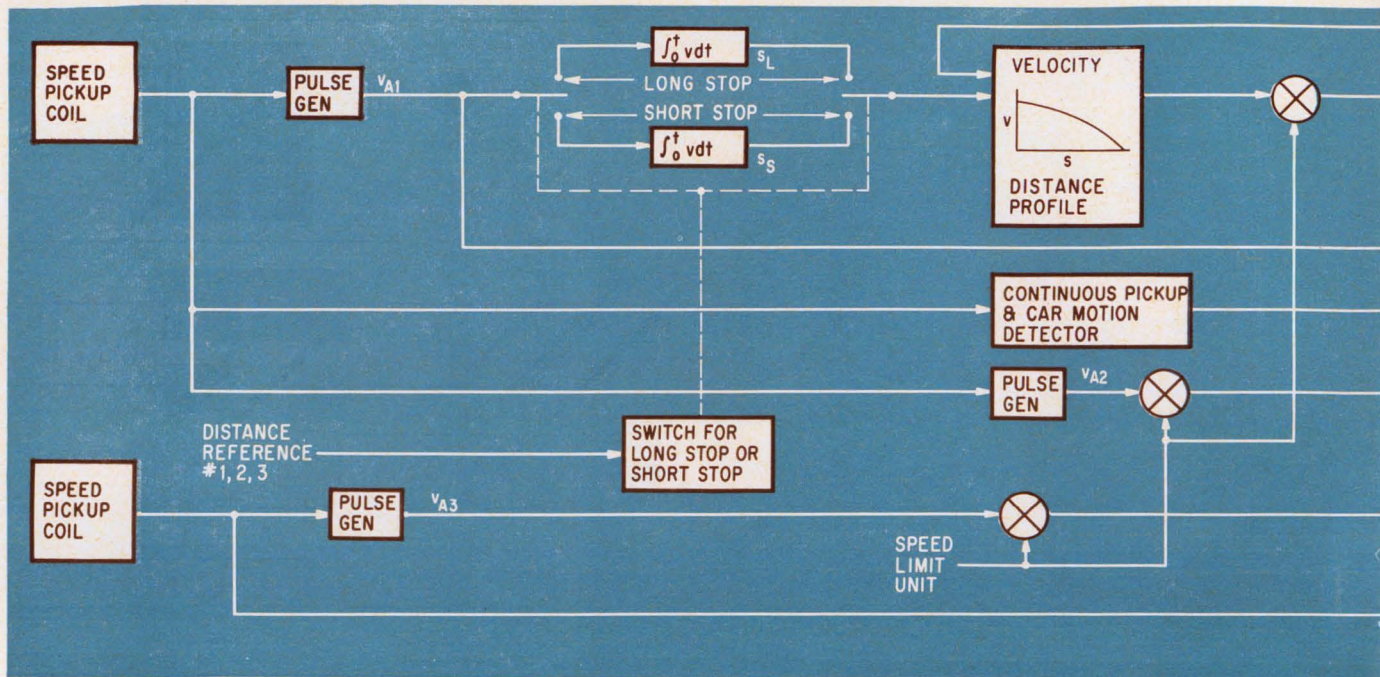 SPEED
PICKUP
COIL
PULSE
GEN
vA1
∫₀ᵗ vdt
sL
LONG STOP
SHORT STOP
∫₀ᵗ vdt
sS
VELOCITY
V
S
DISTANCE
PROFILE
CONTINUOUS PICKUP
& CAR MOTION
DETECTOR
PULSE
GEN
vA2
DISTANCE
REFERENCE
#1, 2, 3
SWITCH FOR
LONG STOP OR
SHORT STOP
SPEED
PICKUP
COIL
PULSE
GEN
vA3
SPEED
LIMIT
UNIT